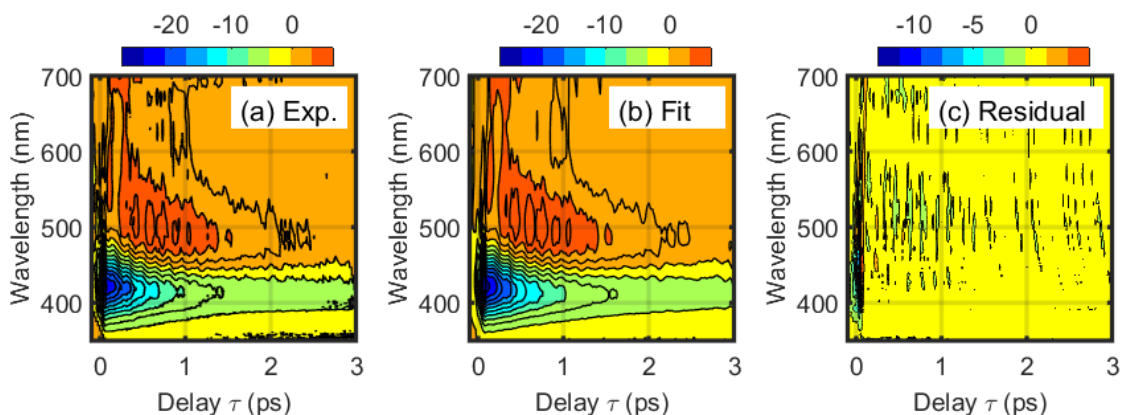 -20 -10 0
-20 -10 0
-10 -5 0
700
600
500
400
Wavelength (nm)
(a) Exp.
0 1 2 3
Delay τ (ps)
700
600
500
400
Wavelength (nm)
(b) Fit
0 1 2 3
Delay τ (ps)
700
600
500
400
Wavelength (nm)
(c) Residual
0 1 2 3
Delay τ (ps)